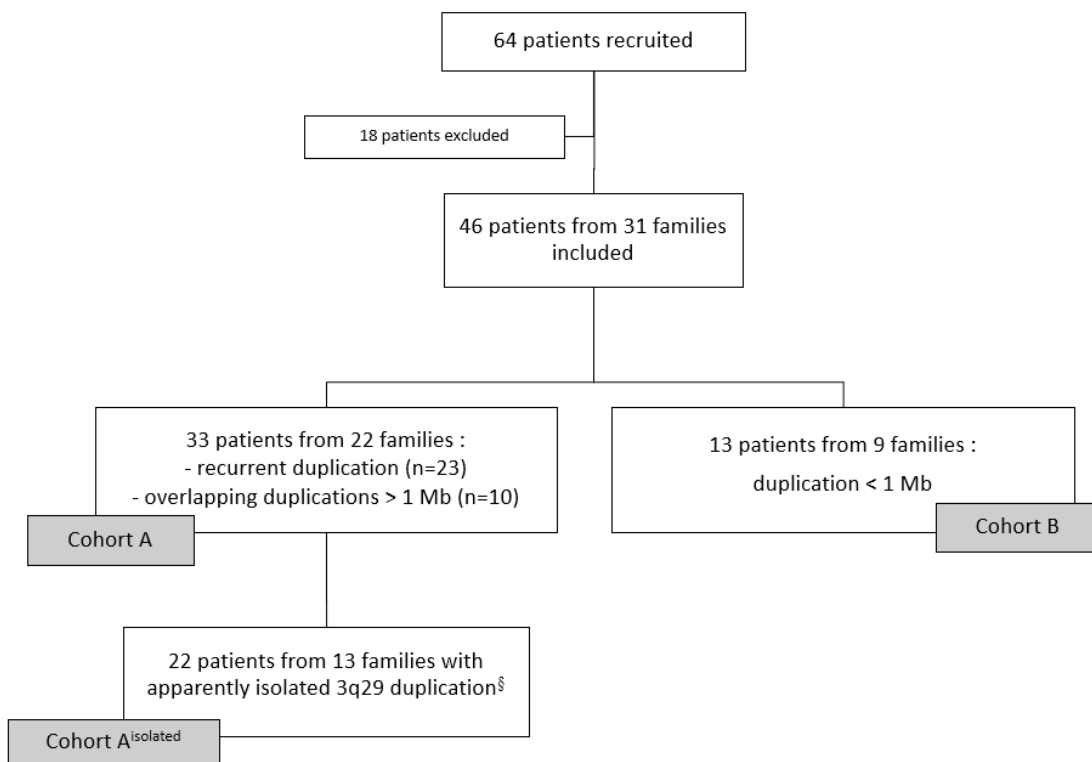 64 patients recruited
18 patients excluded
46 patients from 31 families
included
33 patients from 22 families :
- recurrent duplication (n=23)
- overlapping duplications > 1 Mb (n=10)
Cohort A
13 patients from 9 families :
duplication < 1 Mb
Cohort B
22 patients from 13 families with
apparently isolated 3q29 duplication§
Cohort Aisolated